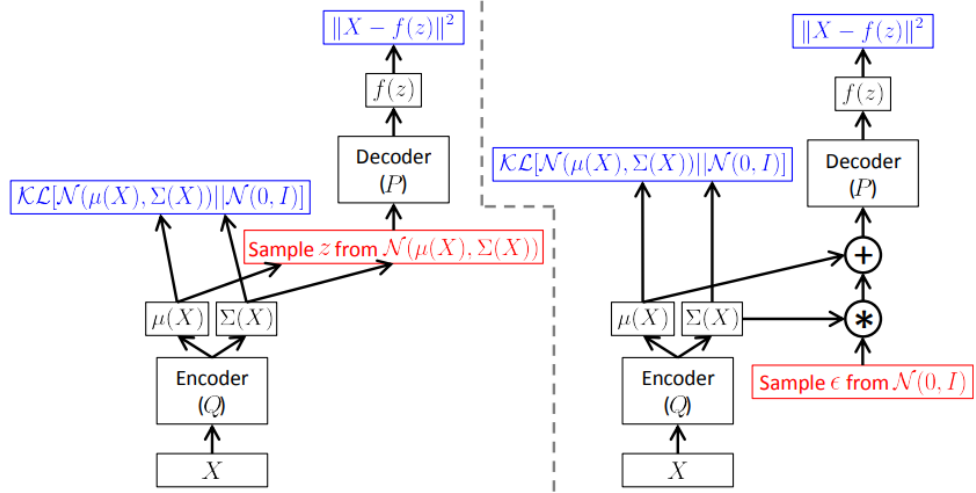 ‖X − f(z)‖²
f(z)
Decoder
(P)
𝒦ℒ[𝒩(μ(X), Σ(X))||𝒩(0, I)]
Sample z from 𝒩(μ(X), Σ(X))
μ(X) Σ(X)
Encoder
(Q)
X
‖X − f(z)‖²
f(z)
Decoder
(P)
𝒦ℒ[𝒩(μ(X), Σ(X))||𝒩(0, I)]
+
μ(X) Σ(X) *
Sample ϵ from 𝒩(0, I)
Encoder
(Q)
X